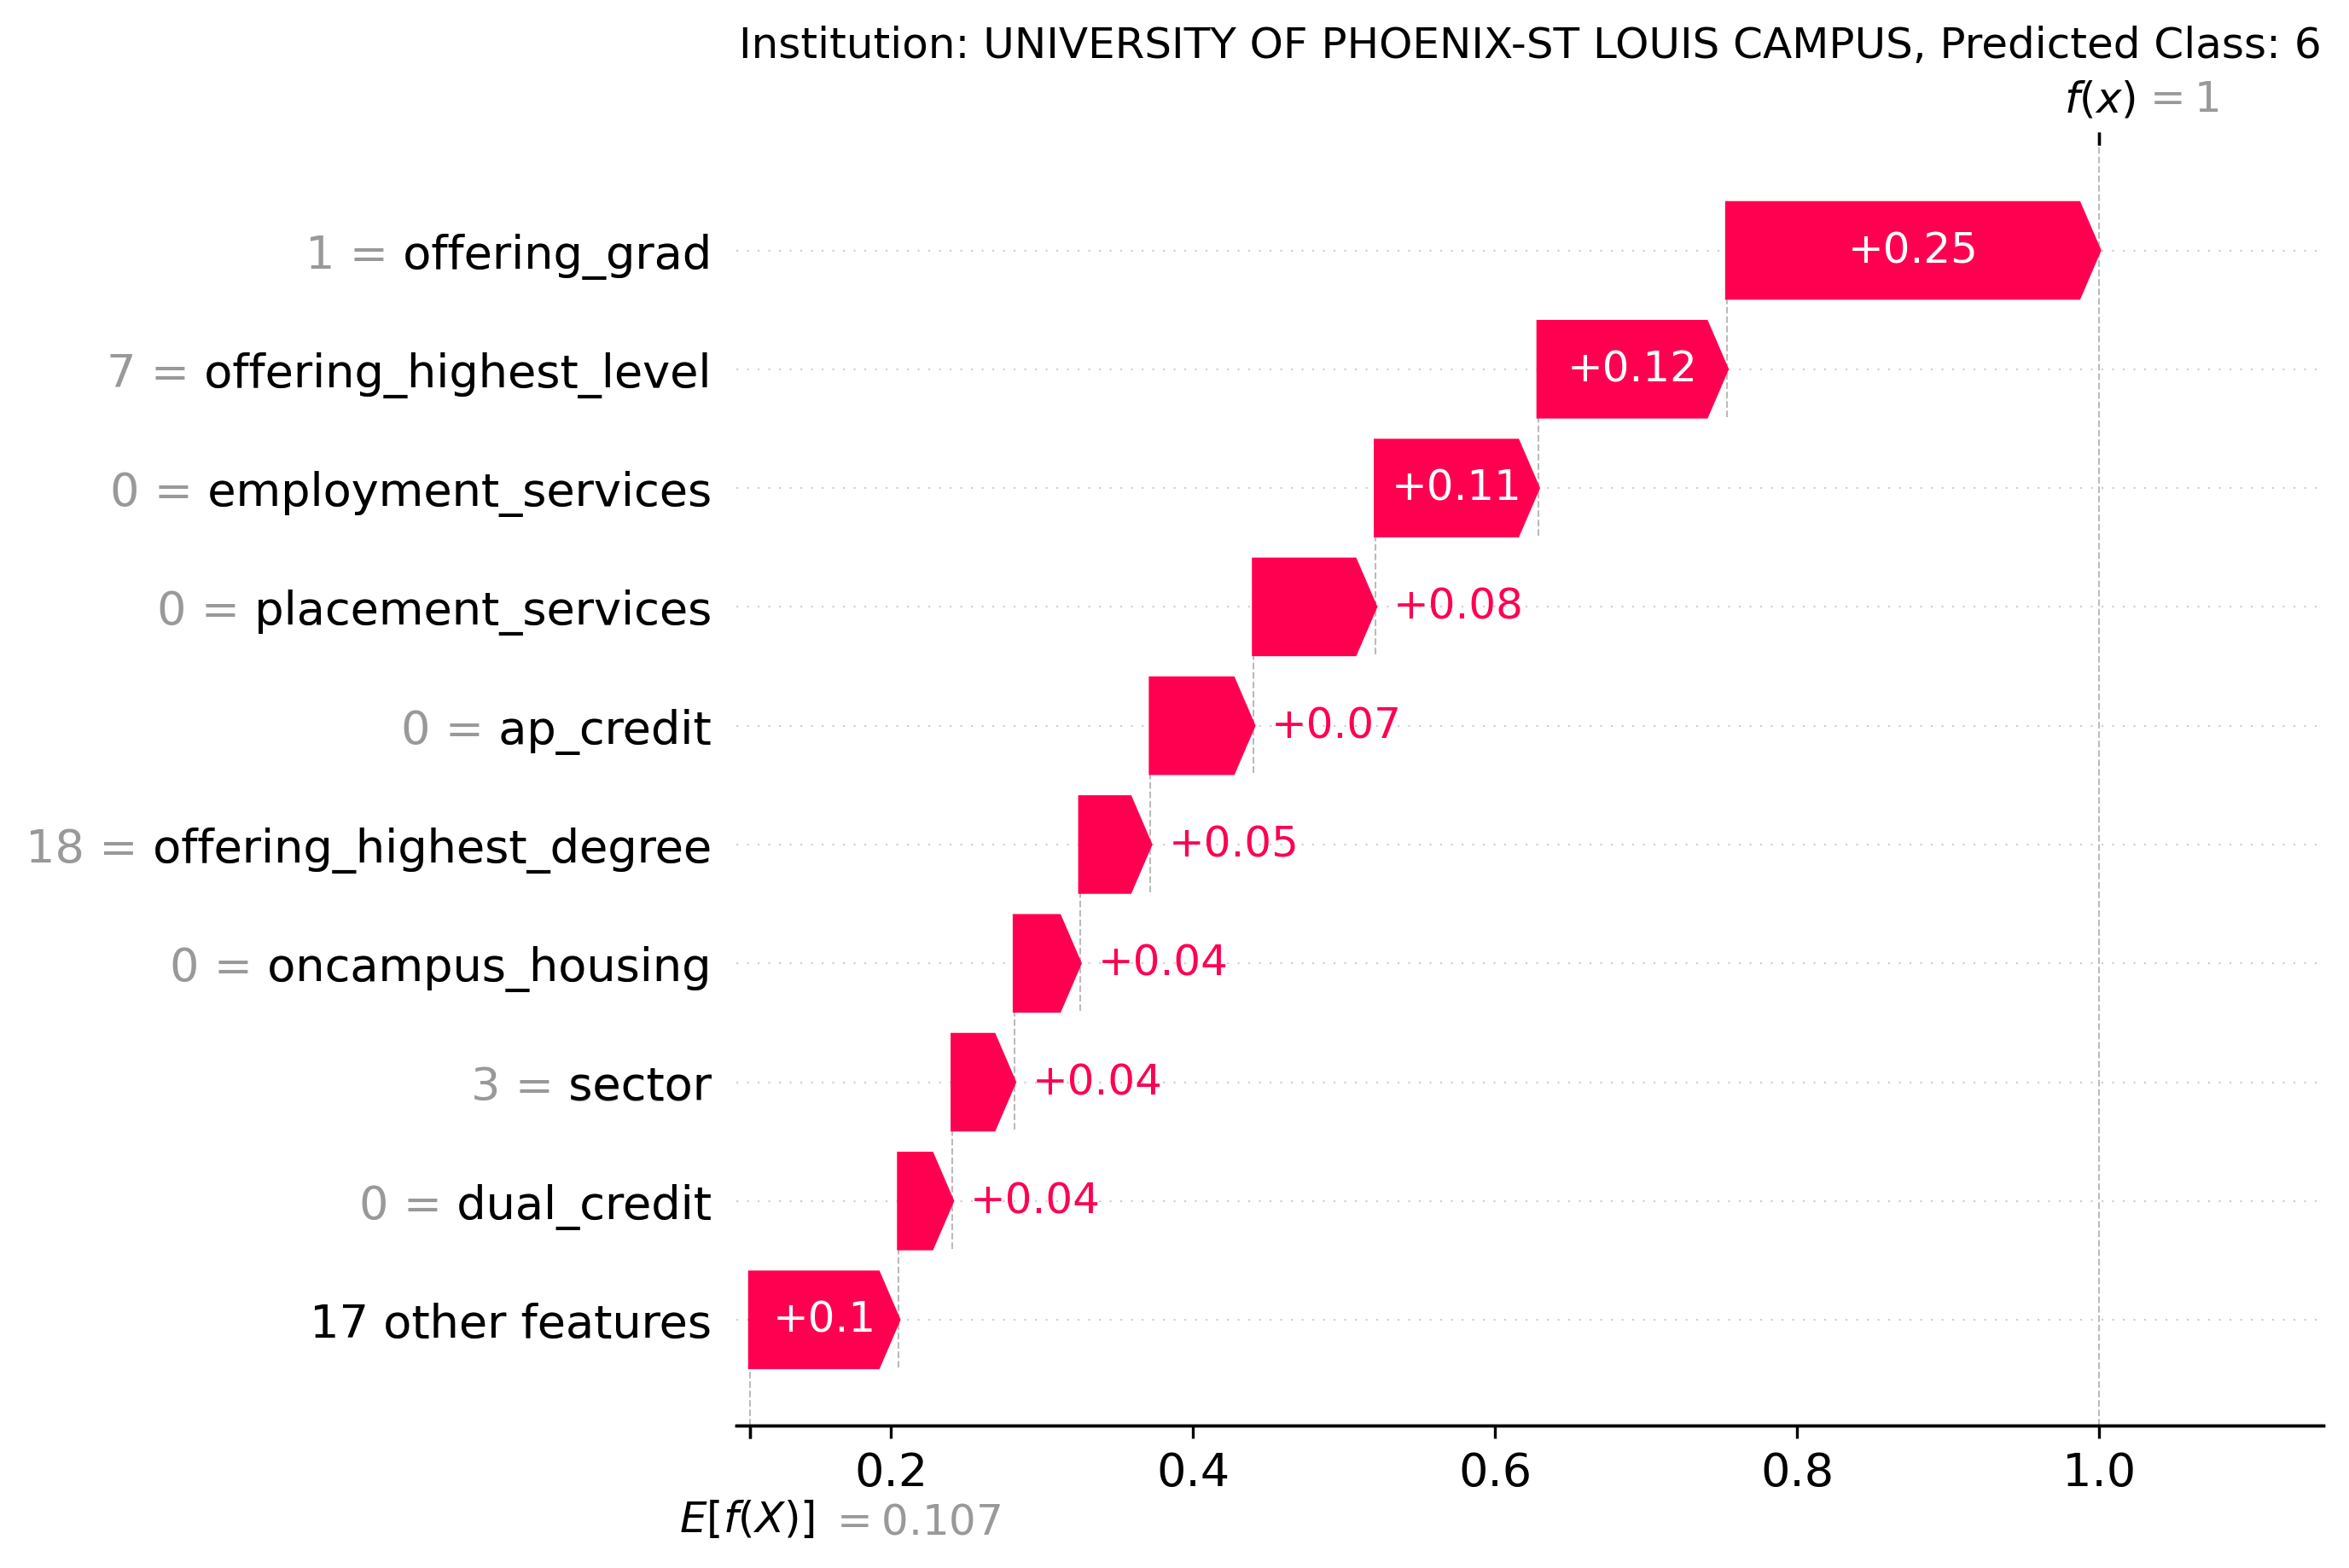 Institution: UNIVERSITY OF PHOENIX-ST LOUIS CAMPUS, Predicted Class: 6
f(x) = 1
1 = offering_grad +0.25
7 = offering_highest_level +0.12
0 = employment_services +0.11
0 = placement_services +0.08
0 = ap_credit +0.07
18 = offering_highest_degree +0.05
0 = oncampus_housing +0.04
3 = sector +0.04
0 = dual_credit +0.04
17 other features +0.1
0.2 0.4 0.6 0.8 1.0
E[f(X)] = 0.107